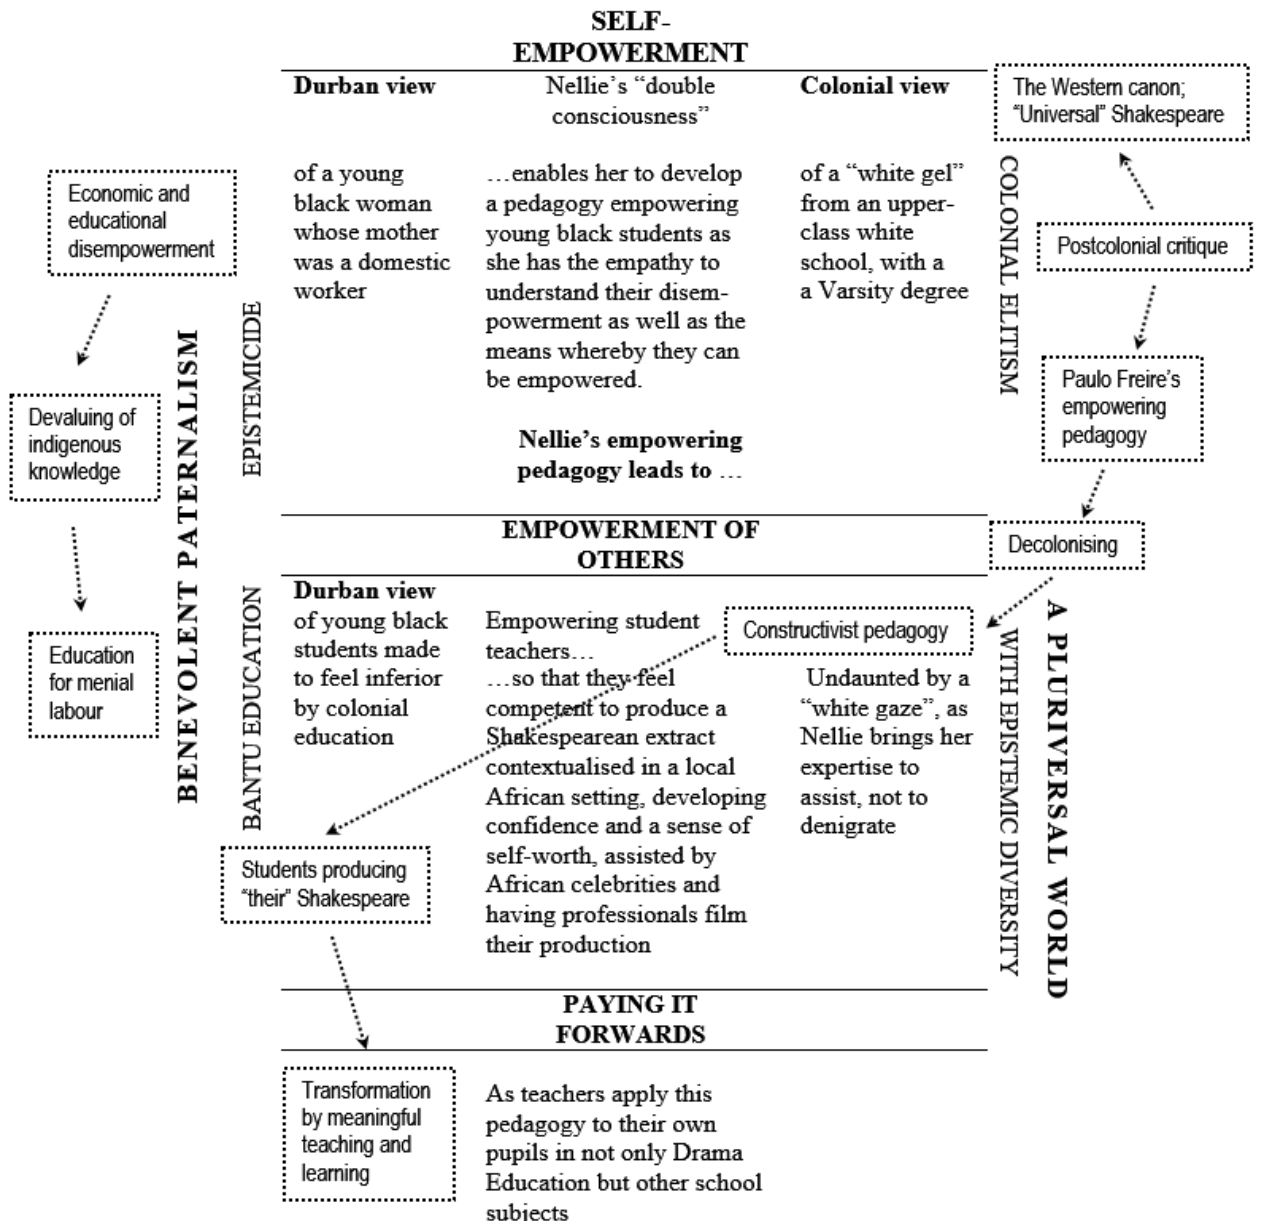 SELF-
EMPOWERMENT
Durban view
Nellie’s “double
consciousness”
Colonial view
The Western canon;
“Universal” Shakespeare
Economic and
educational
disempowerment
of a young
black woman
whose mother
was a domestic
worker
…enables her to develop
a pedagogy empowering
young black students as
she has the empathy to
understand their disem-
powerment as well as the
means whereby they can
be empowered.
of a “white gel”
from an upper-
class white
school, with a
a Varsity degree
COLONIAL ELITISM
Postcolonial critique
Paulo Freire’s
empowering
pedagogy
Devaluing of
indigenous
knowledge
BENEVOLENT PATERNALISM
EPISTEMICIDE
Nellie’s empowering
pedagogy leads to …
EMPOWERMENT OF
OTHERS
Decolonising
Education
for menial
labour
BANTU EDUCATION
Durban view
of young black
students made
to feel inferior
by colonial
education
Empowering student
teachers…
…so that they feel
competent to produce a
Shakespearean extract
contextualised in a local
African setting, developing
confidence and a sense of
self-worth, assisted by
African celebrities and
having professionals film
their production
Constructivist pedagogy
Undaunted by a
“white gaze”, as
Nellie brings her
expertise to
assist, not to
denigrate
WITH EPISTEMIC DIVERSITY
A PLURIVERSAL WORLD
Students producing
“their” Shakespeare
PAYING IT
FORWARDS
Transformation
by meaningful
teaching and
learning
As teachers apply this
pedagogy to their own
pupils in not only Drama
Education but other school
subjects